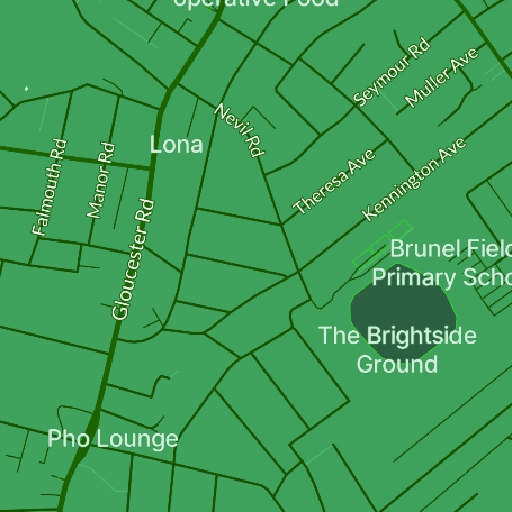 operative Food
Seymour Rd
Muller Ave
Nevil Rd
Lona
Falmouth Rd
Manor Rd
Theresa Ave
Kennington Ave
Gloucester Rd
Brunel Field
Primary Scho
The Brightside
Ground
Pho Lounge